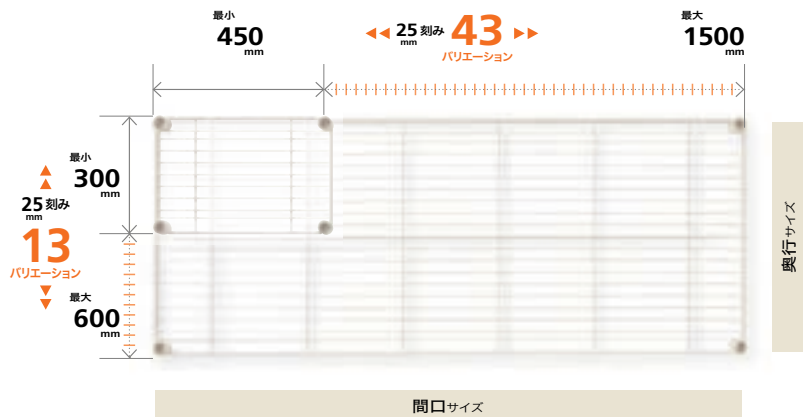 最小
450
mm
25 刻み
mm
43
バリエーション
最大
1500
mm
最小
300
mm
25 刻み
mm
13
バリエーション
最大
600
mm
奥行サイズ
間口サイズ